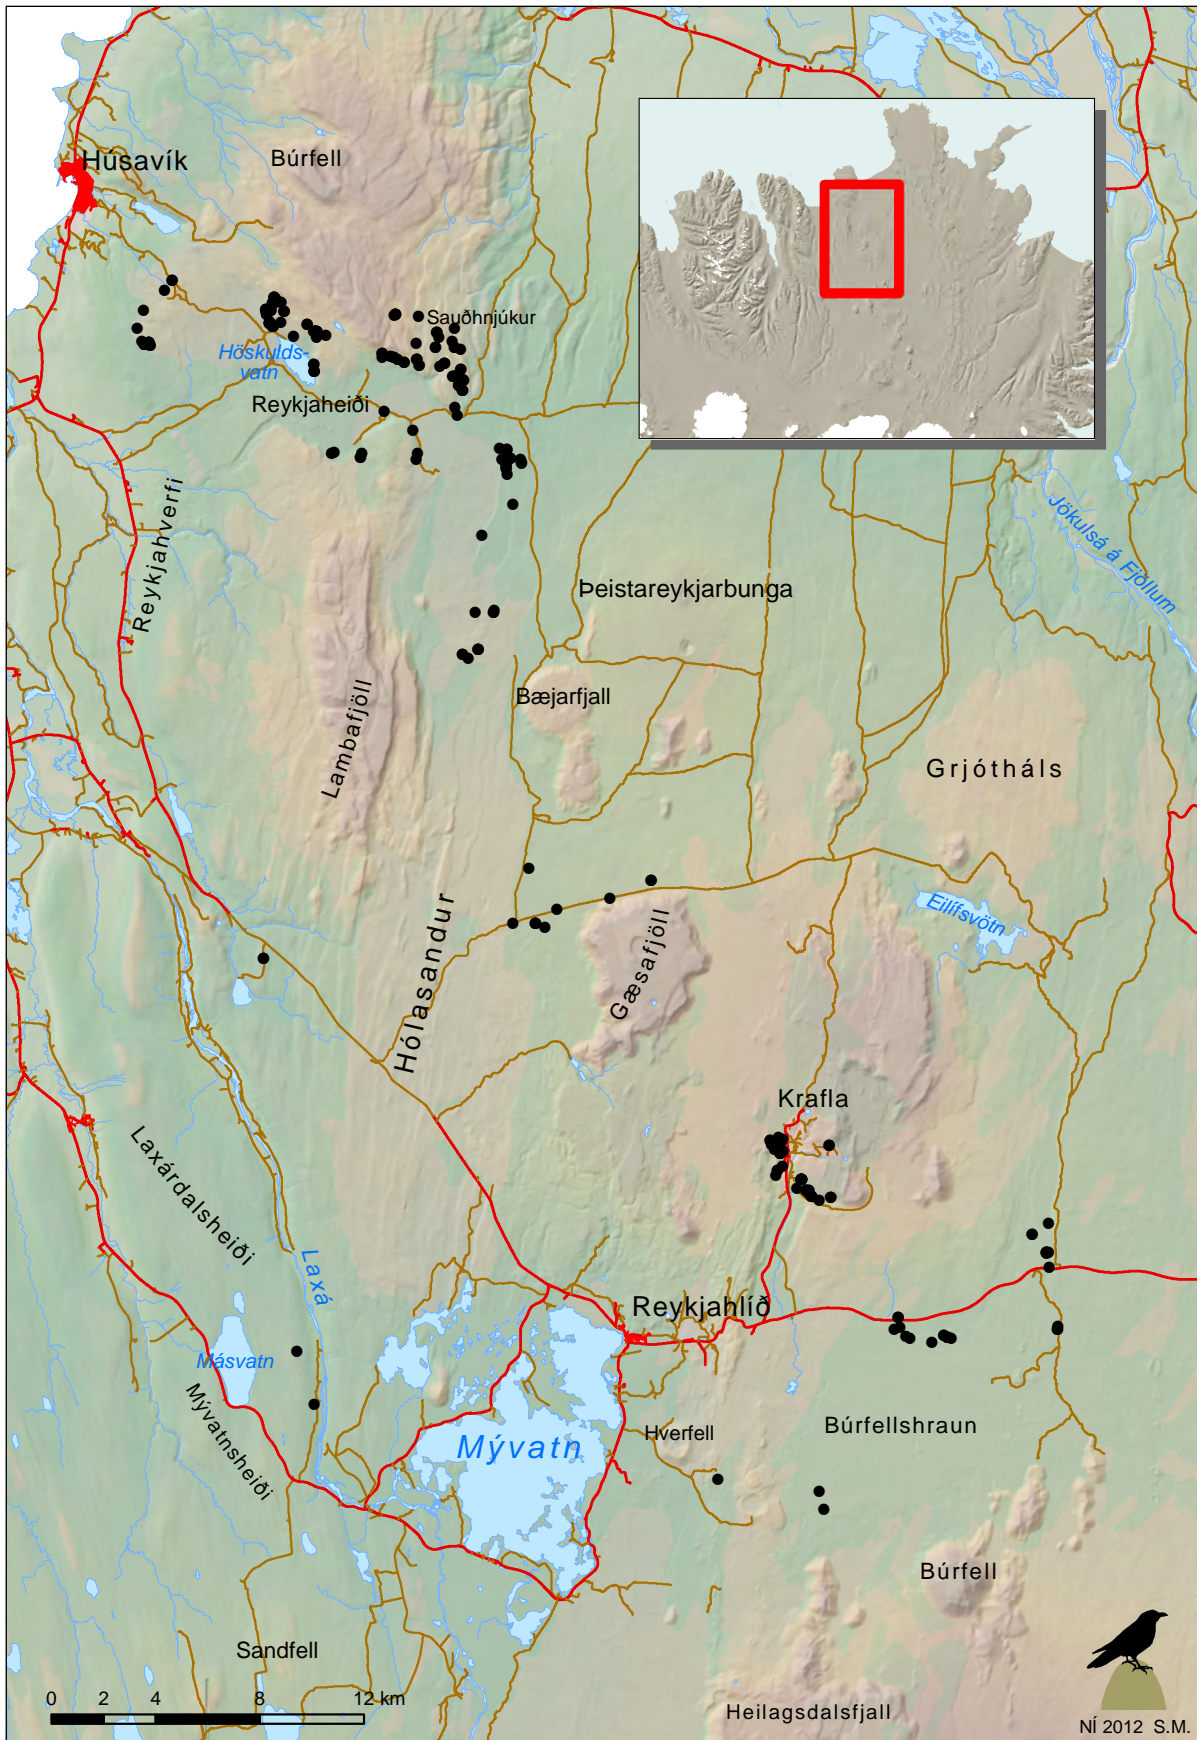 Húsavík
Búrfell
Sauðhnjúkur
Höskulds-
vatn
Reykjaheiði
Reykjahverfi
Jökulsá á Fjöllum
Þeistareykjarbunga
Lambafjöll
Bæjarfjall
Grjótháls
Hólasandur
Gæsafjöll
Eilífsvötn
Krafla
Laxárdalsheiði
Laxá
Reykjahlíð
Másvatn
Mývatnsheiði
Mývatn
Hverfell
Búrfellshraun
Búrfell
Sandfell
0 2 4 8 12 km
Heilagsdalsfjall
NÍ 2012 S.M.